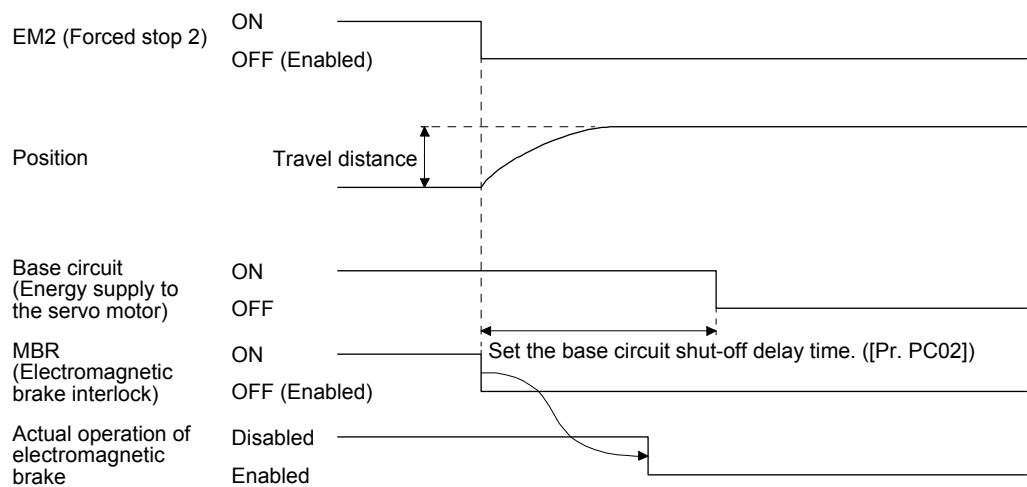 ON
EM2 (Forced stop 2)
OFF (Enabled)
Position
Travel distance
Base circuit
(Energy supply to
the servo motor)
ON
OFF
Set the base circuit shut-off delay time. ([Pr. PC02])
MBR
(Electromagnetic
brake interlock)
ON
OFF (Enabled)
Actual operation of
electromagnetic
brake
Disabled
Enabled